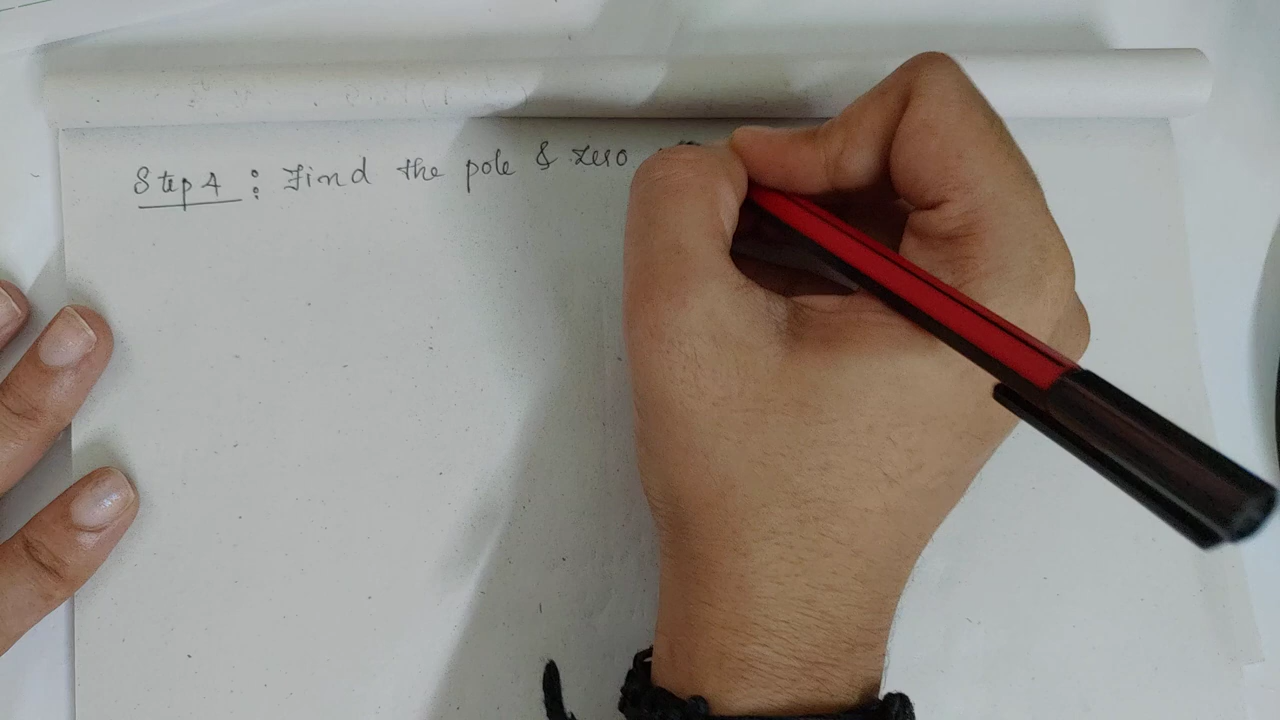 Step 4 : Find the pole & zero